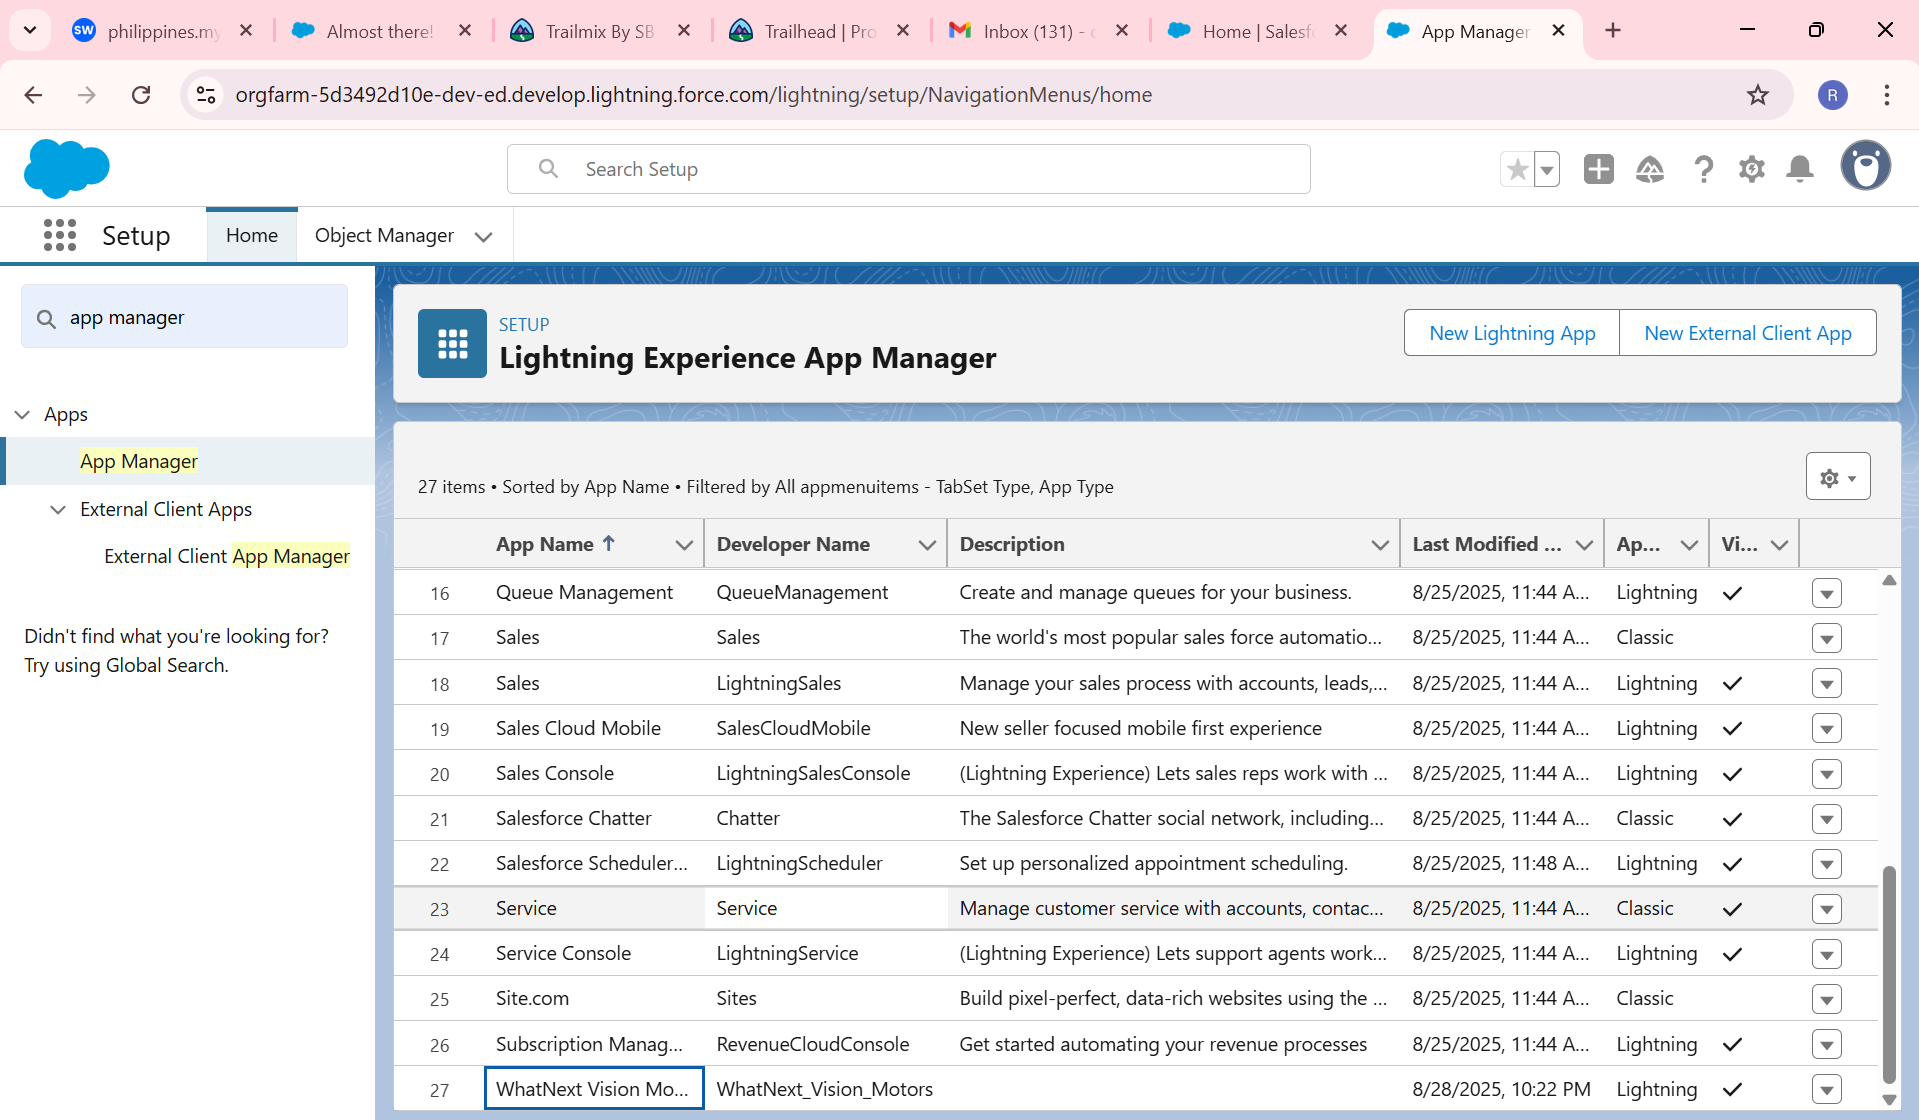 SW philippines.my
Almost there!
Trailmix By SB
Trailhead | Pro
Inbox (131) - c
Home | Salesf
App Manager
orgfarm-5d3492d10e-dev-ed.develop.lightning.force.com/lightning/setup/NavigationMenus/home
R
Search Setup
Setup
Home
Object Manager
app manager
Apps
App Manager
External Client Apps
External Client App Manager
Didn't find what you're looking for?
Try using Global Search.
SETUP
Lightning Experience App Manager
New Lightning App
New External Client App
27 items • Sorted by App Name • Filtered by All appmenuitems - TabSet Type, App Type
App Name ↑ Developer Name Description Last Modified ... Ap... Vi...
16 Queue Management QueueManagement Create and manage queues for your business. 8/25/2025, 11:44 A... Lightning
17 Sales Sales The world's most popular sales force automatio... 8/25/2025, 11:44 A... Classic
18 Sales LightningSales Manage your sales process with accounts, leads,... 8/25/2025, 11:44 A... Lightning
19 Sales Cloud Mobile SalesCloudMobile New seller focused mobile first experience 8/25/2025, 11:44 A... Lightning
20 Sales Console LightningSalesConsole (Lightning Experience) Lets sales reps work with ... 8/25/2025, 11:44 A... Lightning
21 Salesforce Chatter Chatter The Salesforce Chatter social network, including... 8/25/2025, 11:44 A... Classic
22 Salesforce Scheduler... LightningScheduler Set up personalized appointment scheduling. 8/25/2025, 11:48 A... Lightning
23 Service Service Manage customer service with accounts, contac... 8/25/2025, 11:44 A... Classic
24 Service Console LightningService (Lightning Experience) Lets support agents work... 8/25/2025, 11:44 A... Lightning
25 Site.com Sites Build pixel-perfect, data-rich websites using the ... 8/25/2025, 11:44 A... Classic
26 Subscription Manag... RevenueCloudConsole Get started automating your revenue processes 8/25/2025, 11:44 A... Lightning
27 WhatNext Vision Mo... WhatNext_Vision_Motors 8/28/2025, 10:22 PM Lightning